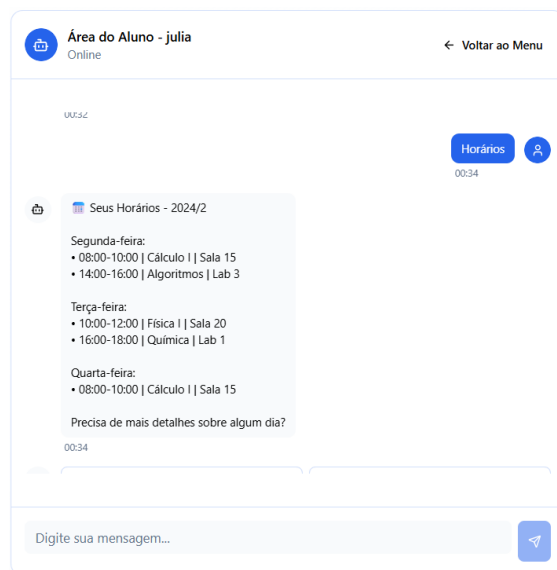 Área do Aluno - julia
Online
← Voltar ao Menu
00:32
Horários
00:34
Seus Horários - 2024/2
Segunda-feira:
• 08:00-10:00 | Cálculo I | Sala 15
• 14:00-16:00 | Algoritmos | Lab 3
Terça-feira:
• 10:00-12:00 | Física I | Sala 20
• 16:00-18:00 | Química | Lab 1
Quarta-feira:
• 08:00-10:00 | Cálculo I | Sala 15
Precisa de mais detalhes sobre algum dia?
00:34
Digite sua mensagem...